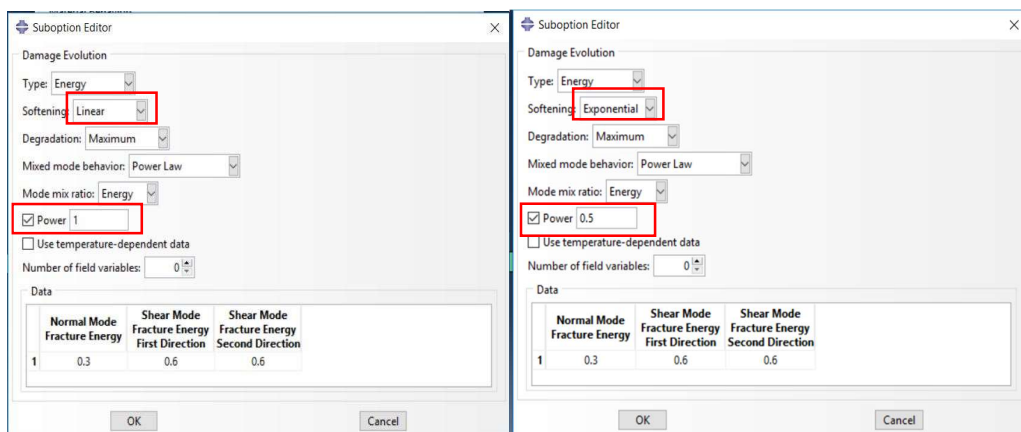 Suboption Editor
Damage Evolution
Type: Energy
Softening: Linear
Degradation: Maximum
Mixed mode behavior: Power Law
Mode mix ratio: Energy
Power 1
Use temperature-dependent data
Number of field variables: 0
Data
Normal Mode Fracture Energy Shear Mode Fracture Energy First Direction Shear Mode Fracture Energy Second Direction
1 0.3 0.6 0.6
OK Cancel
Suboption Editor
Damage Evolution
Type: Energy
Softening: Exponential
Degradation: Maximum
Mixed mode behavior: Power Law
Mode mix ratio: Energy
Power 0.5
Use temperature-dependent data
Number of field variables: 0
Data
Normal Mode Fracture Energy Shear Mode Fracture Energy First Direction Shear Mode Fracture Energy Second Direction
1 0.3 0.6 0.6
OK Cancel